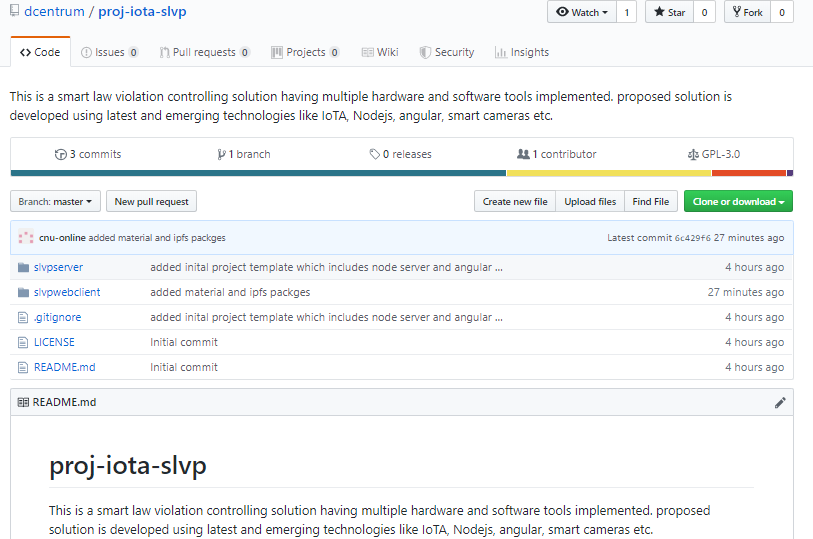 dcentrum / proj-iota-slvp
Watch 1 Star 0 Fork 0
Code Issues 0 Pull requests 0 Projects 0 Wiki Security Insights
This is a smart law violation controlling solution having multiple hardware and software tools implemented. proposed solution is
developed using latest and emerging technologies like IoTA, Nodejs, angular, smart cameras etc.
3 commits 1 branch 0 releases 1 contributor GPL-3.0
Branch: master New pull request Create new file Upload files Find File Clone or download
cnu-online added material and ipfs packges Latest commit 6c429f6 27 minutes ago
slvpserver added inital project template which includes node server and angular ... 4 hours ago
slvpwebclient added material and ipfs packges 27 minutes ago
.gitignore added inital project template which includes node server and angular ... 4 hours ago
LICENSE Initial commit 4 hours ago
README.md Initial commit 4 hours ago
README.md
proj-iota-slvp
This is a smart law violation controlling solution having multiple hardware and software tools implemented. proposed
solution is developed using latest and emerging technologies like IoTA, Nodejs, angular, smart cameras etc.